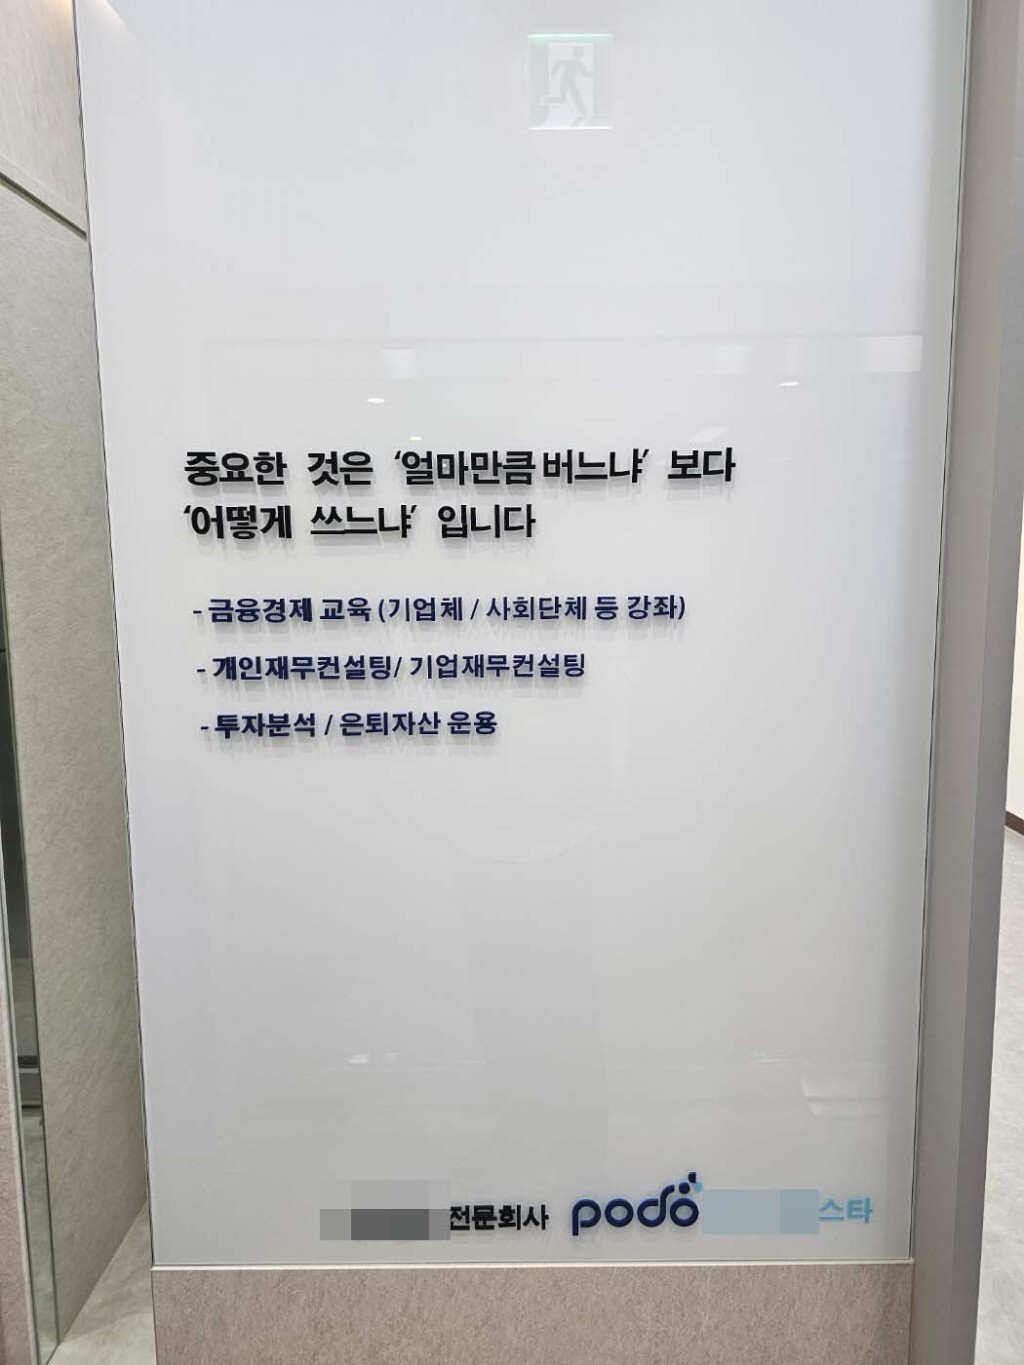 중요한 것은 ‘얼마만큼 버느냐’ 보다
‘어떻게 쓰느냐’ 입니다
- 금융경제 교육 (기업체 / 사회단체 등 강좌)
- 개인재무컨설팅/ 기업재무컨설팅
- 투자분석 / 은퇴자산 운용
전문회사 podo 스타